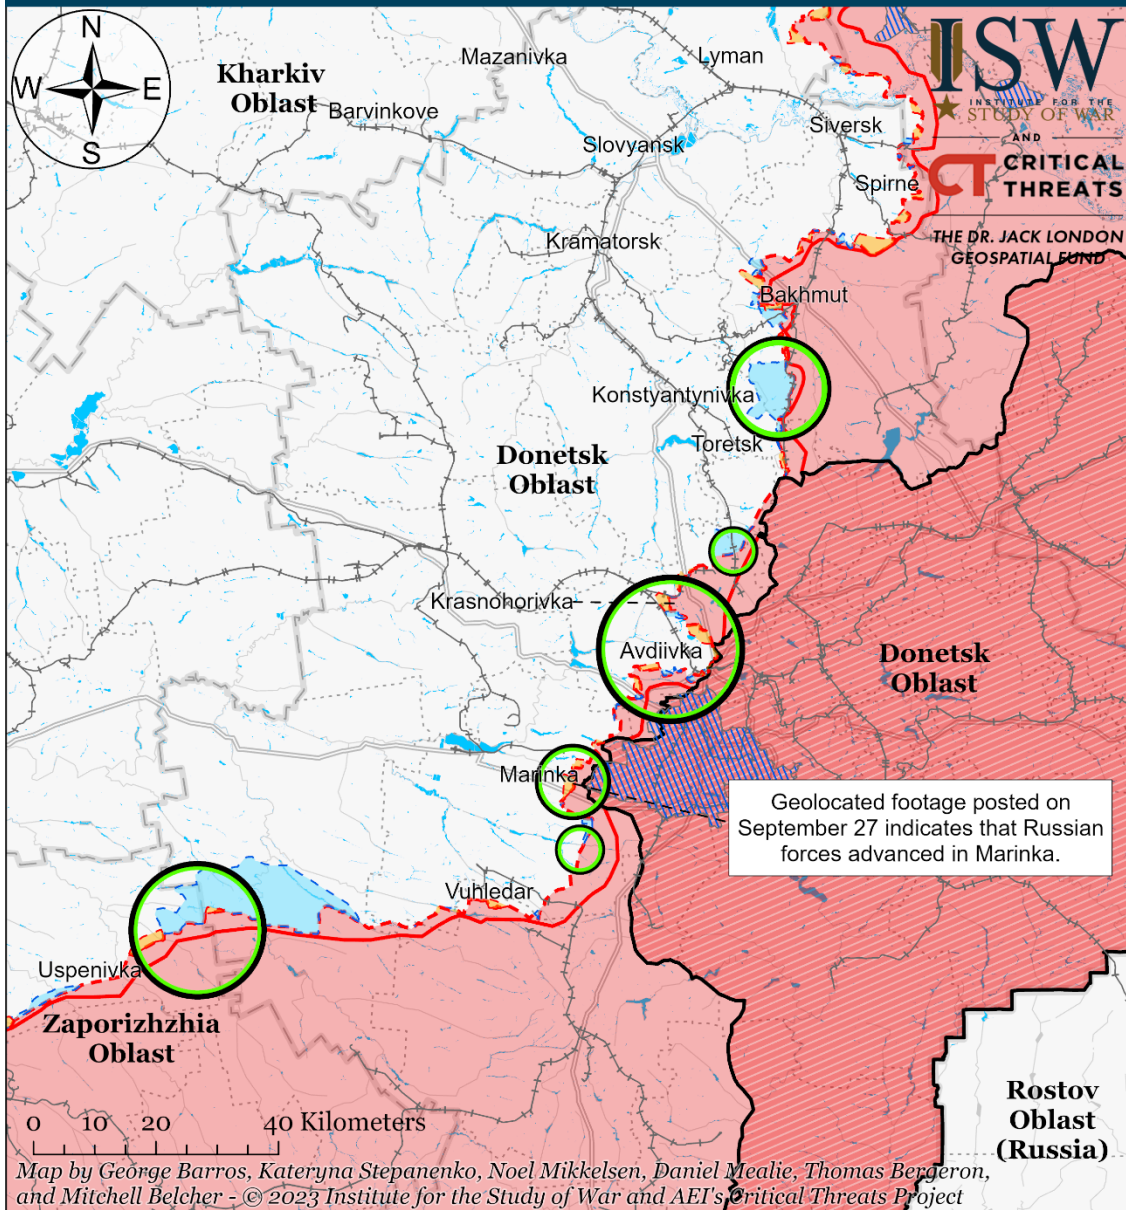 N
W
E
S
ISW
INSTITUTE FOR THE
STUDY OF WAR
AND
CT CRITICAL
THREATS
THE DR. JACK LONDON
GEOSPATIAL FUND
Kharkiv
Oblast
Mazanivka
Lyman
Barvinkove
Slovyansk
Siversk
Spirne
Kramatorsk
Bakhmut
Konstyantynivka
Toretsk
Donetsk
Oblast
Krasnohorivka
Avdiivka
Donetsk
Oblast
Marinka
Geolocated footage posted on
September 27 indicates that Russian
forces advanced in Marinka.
Vuhledar
Uspenivka
Zaporizhzhia
Oblast
Rostov
Oblast
(Russia)
0 10 20 40 Kilometers
Map by George Barros, Kateryna Stepanenko, Noel Mikkelsen, Daniel Mealie, Thomas Bergeron,
and Mitchell Belcher - © 2023 Institute for the Study of War and AEI's Critical Threats Project